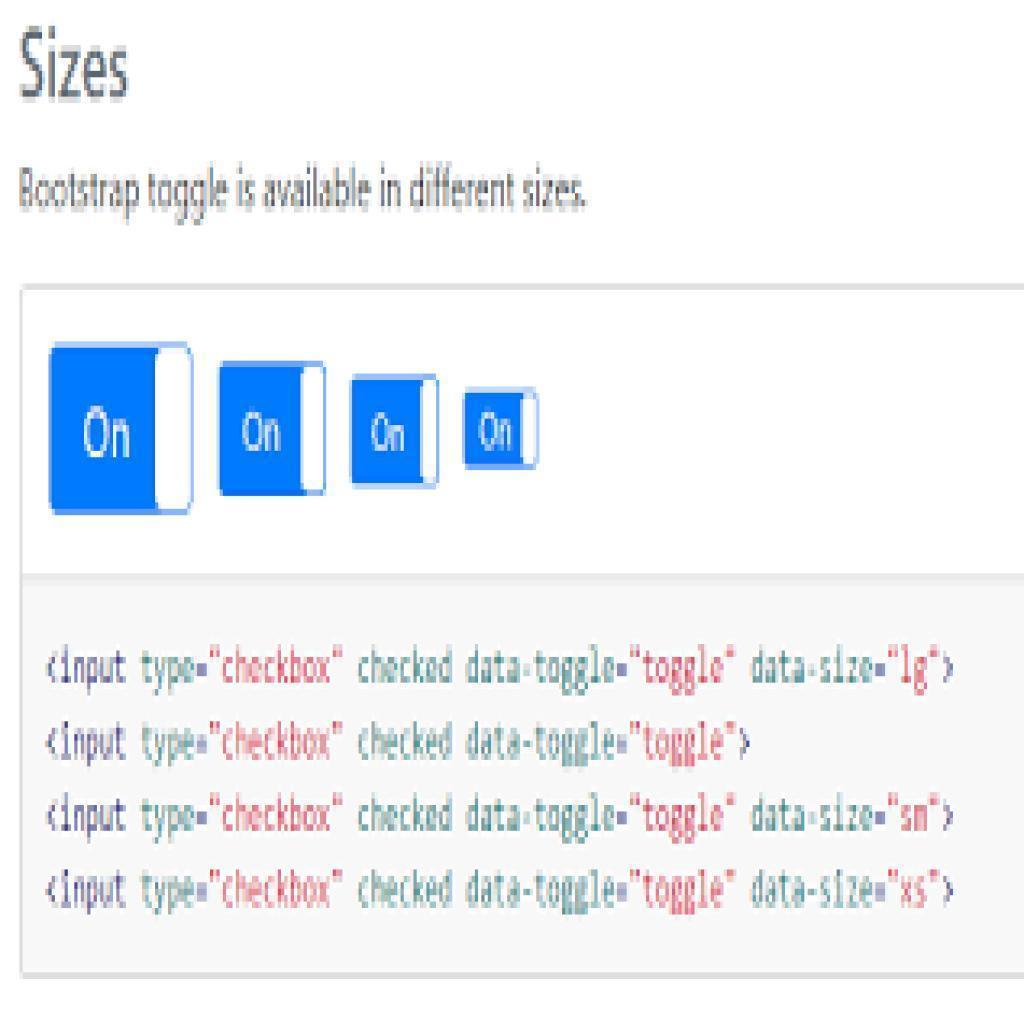 Sizes
Bootstrap toggle is available in different sizes.
On On On On
<input type="checkbox" checked data-toggle="toggle" data-size="lg">
<input type="checkbox" checked data-toggle="toggle">
<input type="checkbox" checked data-toggle="toggle" data-size="sm">
<input type="checkbox" checked data-toggle="toggle" data-size="xs">